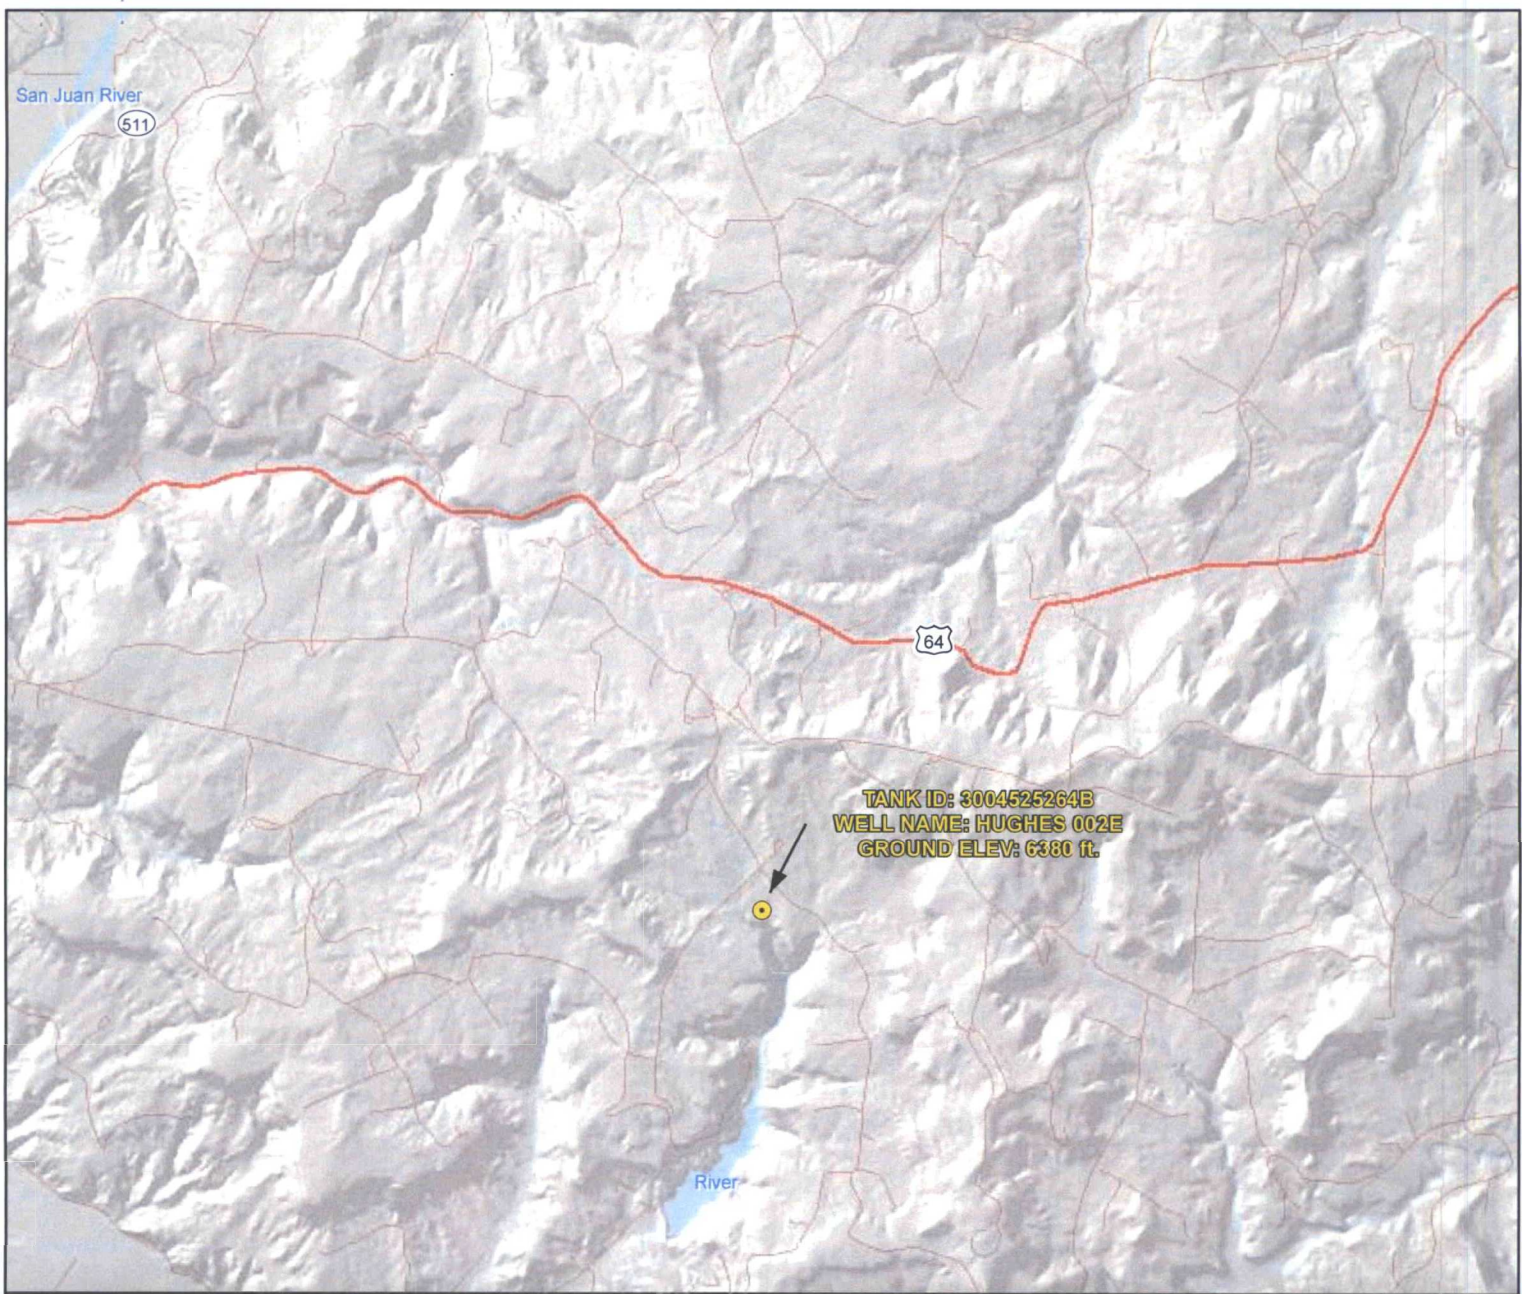 San Juan River
511
64
TANK ID: 3004525264B
WELL NAME: HUGHES 002E
GROUND ELEV: 6380 ft.
River